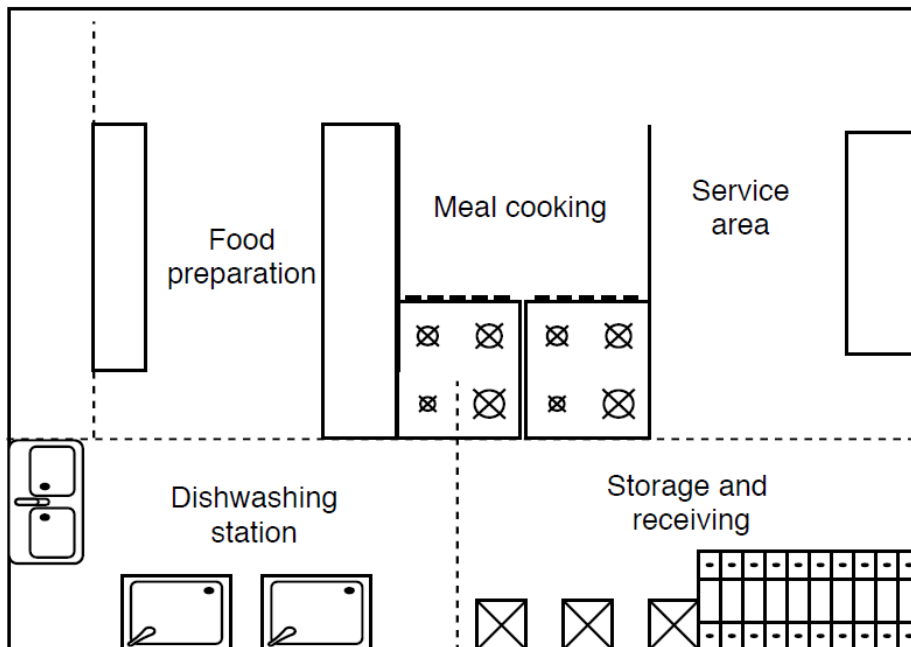 Food
preparation
Meal cooking
Service
area
Dishwashing
station
Storage and
receiving